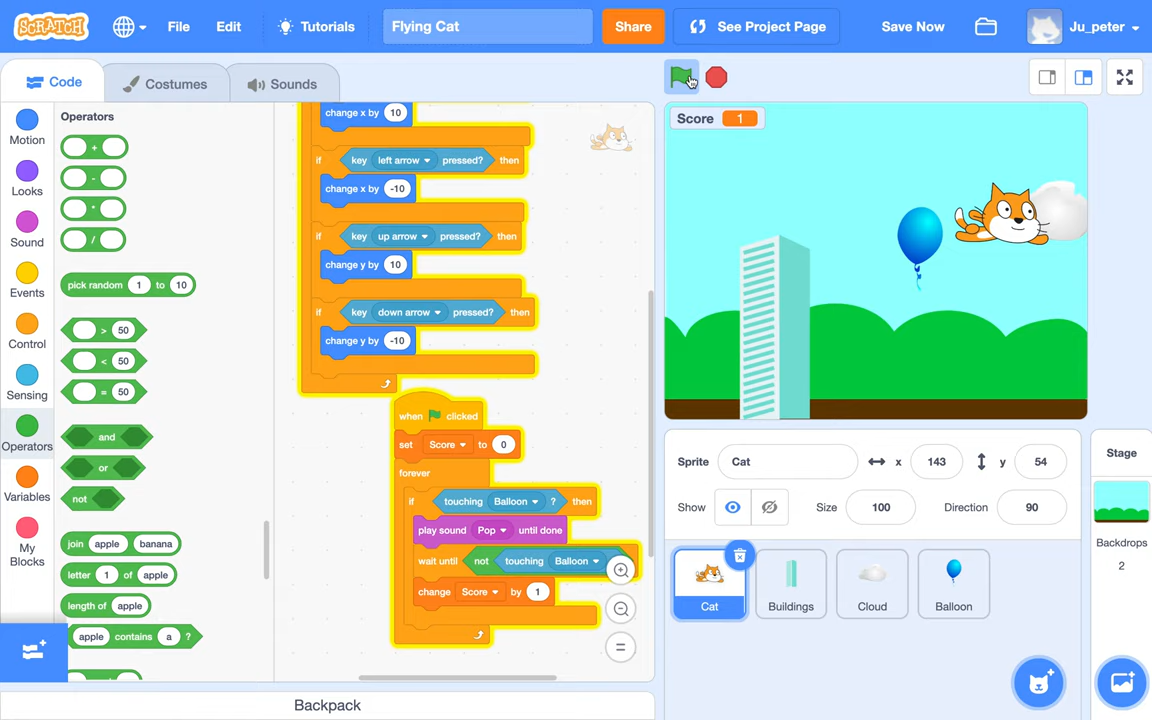 SCRATCH File Edit Tutorials Flying Cat Share See Project Page Save Now Ju_peter
Code Costumes Sounds
Motion
Looks
Sound
Events
Control
Sensing
Operators
Variables
My
Blocks
Operators
+
-
*
/
pick random 1 to 10
> 50
< 50
= 50
and
or
not
join apple banana
letter 1 of apple
length of apple
apple contains a ?
change x by 10
if key left arrow pressed? then
change x by -10
if key up arrow pressed? then
change y by 10
if key down arrow pressed? then
change y by -10
when clicked
set Score to 0
forever
if touching Balloon ? then
play sound Pop until done
wait until not touching Balloon
change Score by 1
Backpack
Score 1
Sprite Cat x 143 y 54
Show Size 100 Direction 90
Cat Buildings Cloud Balloon
Stage
Backdrops
2